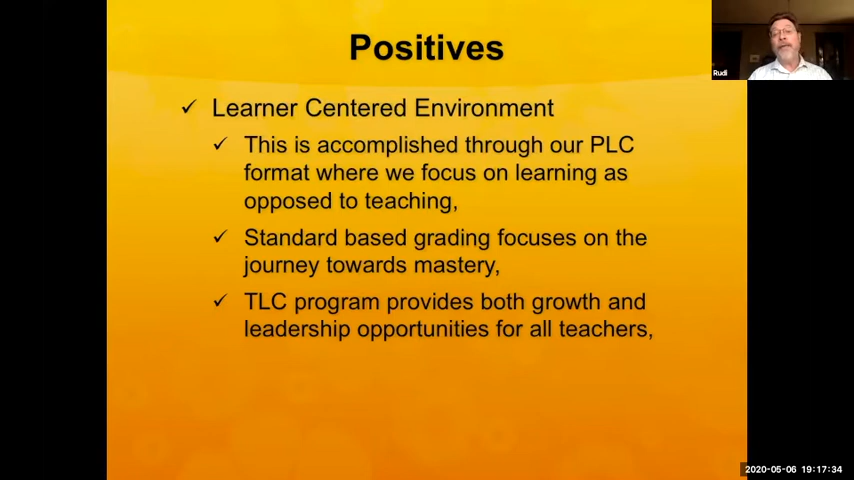 Positives
Rudi
✓ Learner Centered Environment
✓ This is accomplished through our PLC
format where we focus on learning as
opposed to teaching,
✓ Standard based grading focuses on the
journey towards mastery,
✓ TLC program provides both growth and
leadership opportunities for all teachers,
2020-05-06 19:17:34